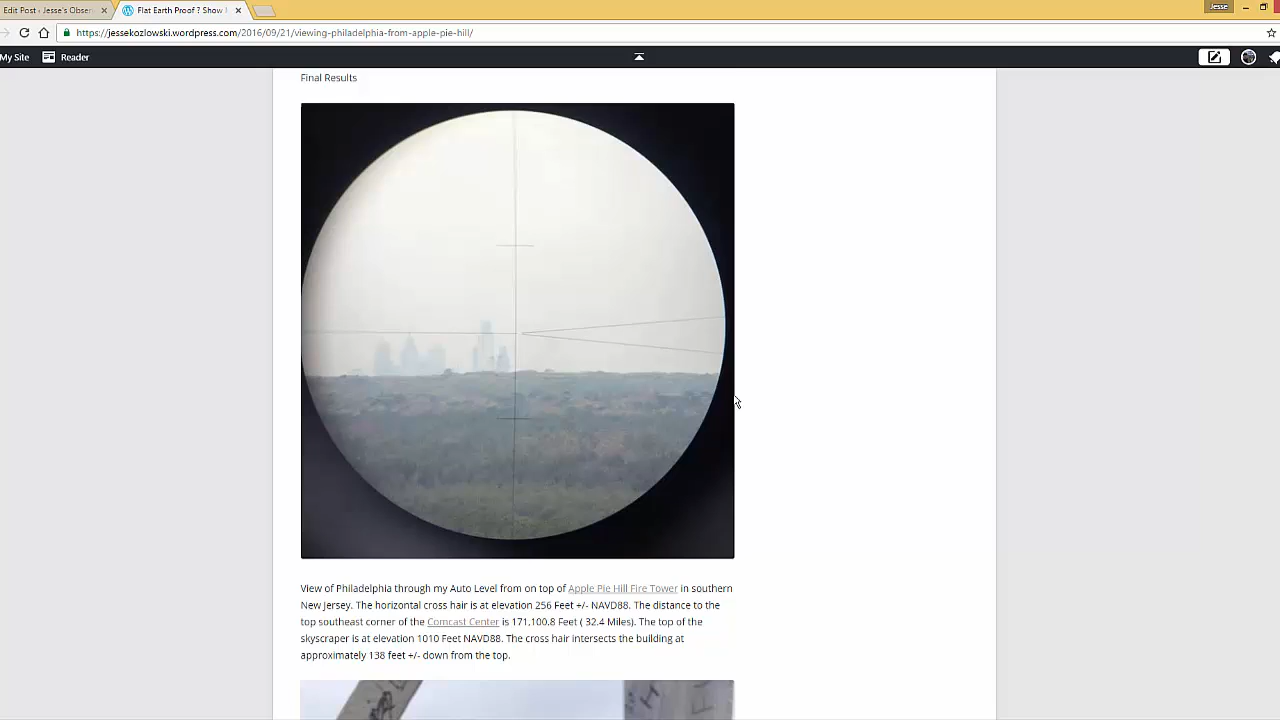 Edit Post ‹ Jesse's Obser
Flat Earth Proof ? Show
Jesse
https://jessekozlowski.wordpress.com/2016/09/21/viewing-philadelphia-from-apple-pie-hill/
My Site
Reader
Final Results
View of Philadelphia through my Auto Level from on top of Apple Pie Hill Fire Tower in southern
New Jersey. The horizontal cross hair is at elevation 256 Feet +/- NAVD88. The distance to the
top southeast corner of the Comcast Center is 171,100.8 Feet ( 32.4 Miles). The top of the
skyscraper is at elevation 1010 Feet NAVD88. The cross hair intersects the building at
approximately 138 feet +/- down from the top.